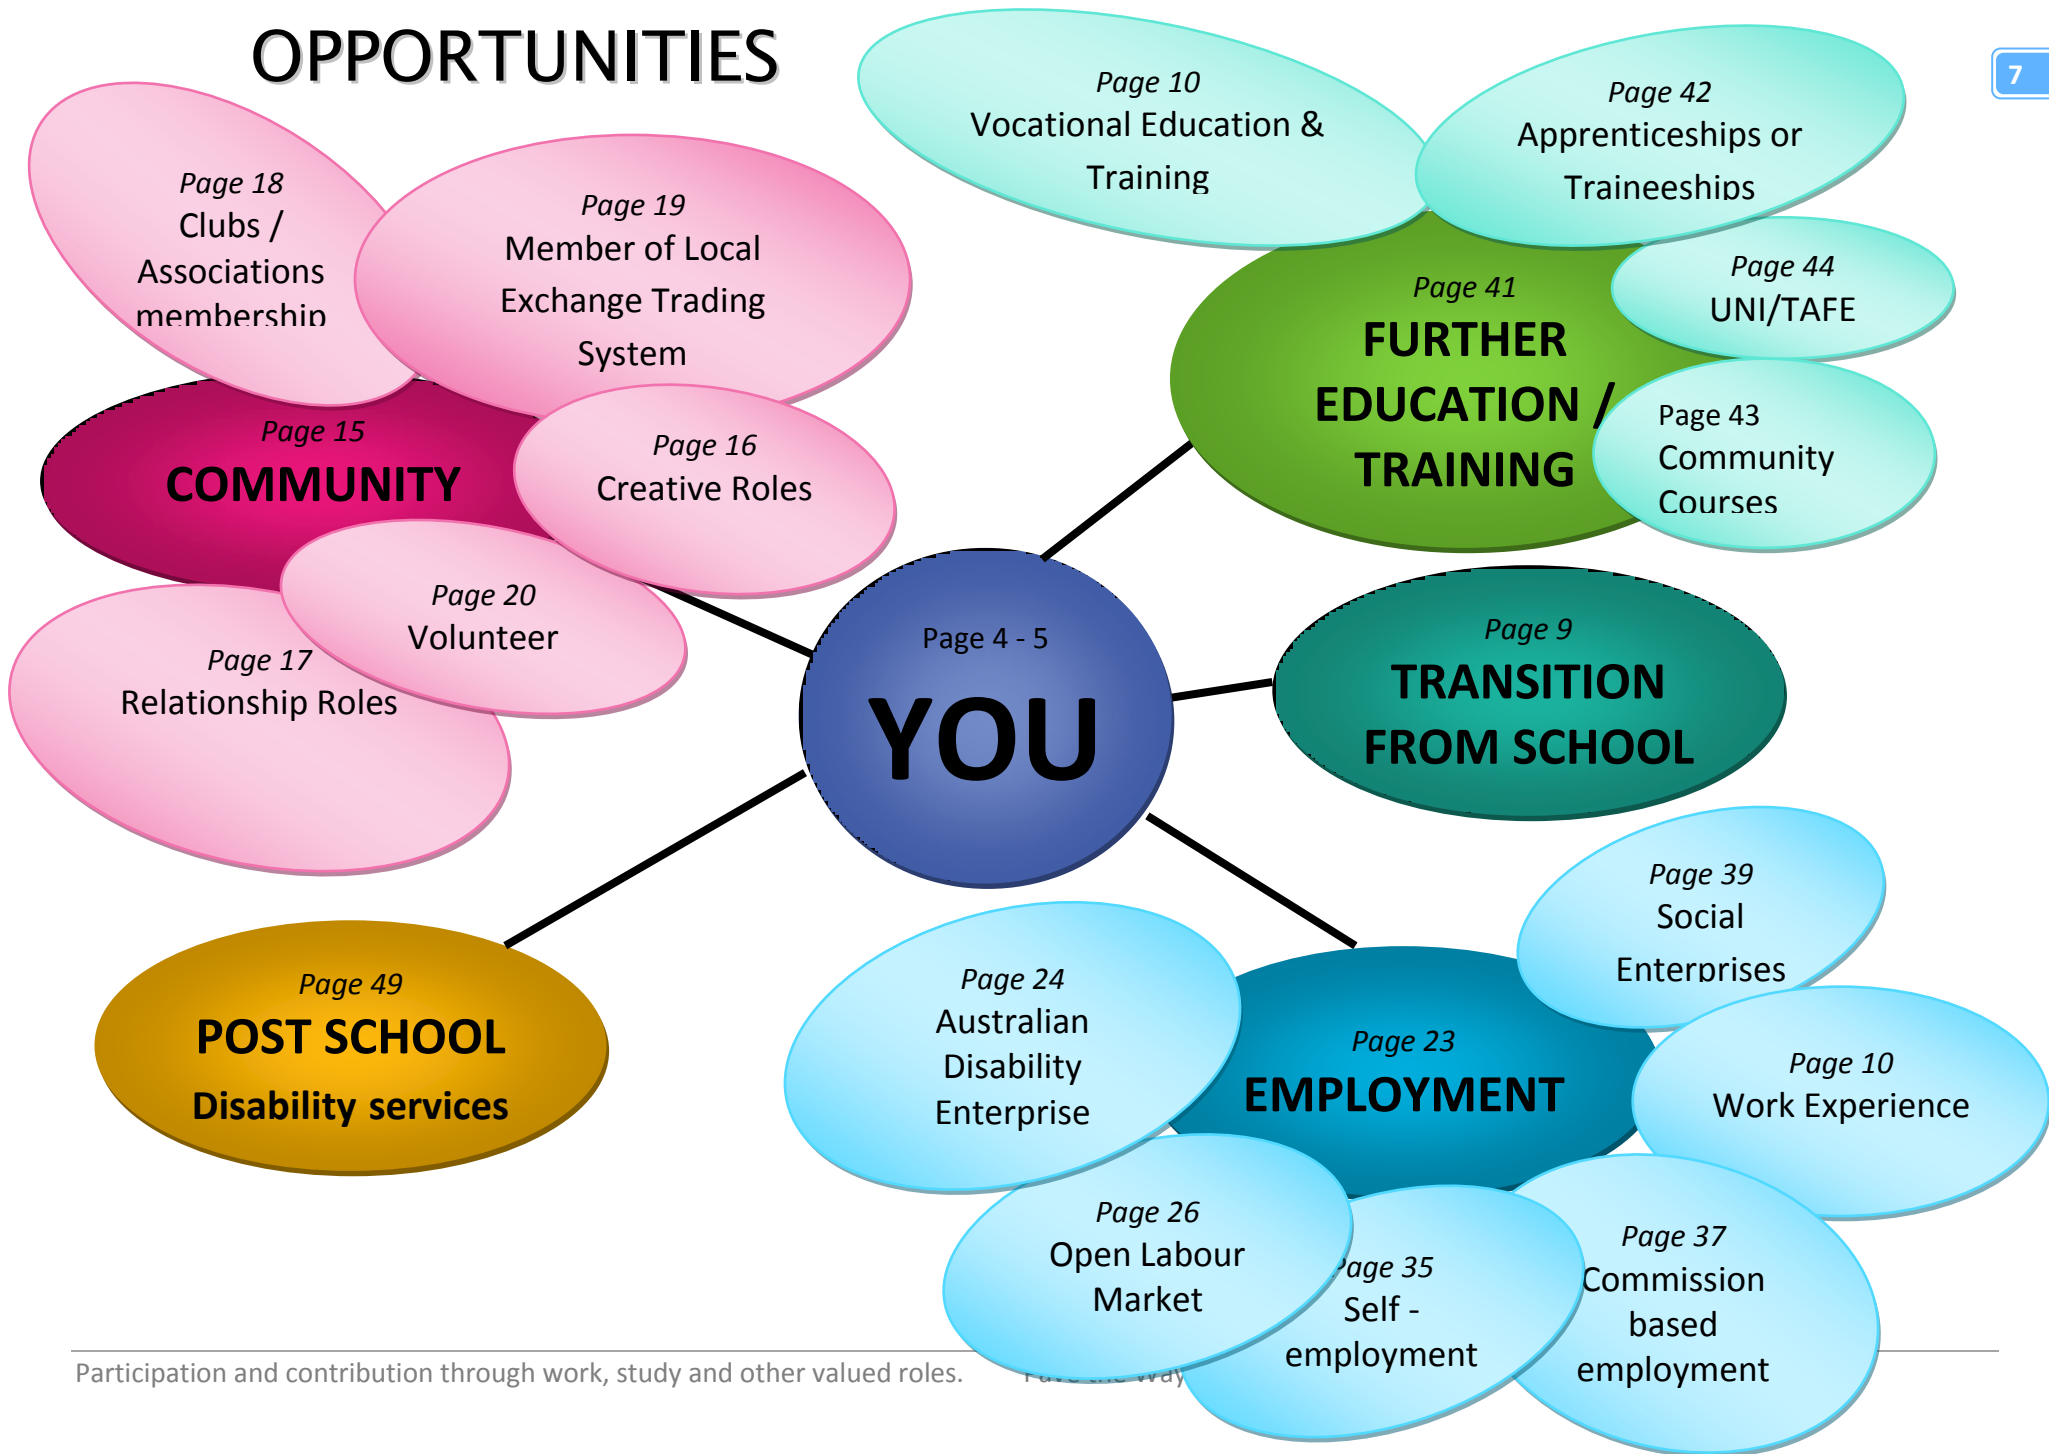 OPPORTUNITIES
7
Page 18
Clubs /
Associations
membership
Page 19
Member of Local
Exchange Trading
System
Page 15
COMMUNITY
Page 16
Creative Roles
Page 20
Volunteer
Page 17
Relationship Roles
Page 10
Vocational Education &
Training
Page 42
Apprenticeships or
Traineeships
Page 44
UNI/TAFE
Page 41
FURTHER
EDUCATION /
TRAINING
Page 43
Community
Courses
Page 4 - 5
YOU
Page 9
TRANSITION
FROM SCHOOL
Page 49
POST SCHOOL
Disability services
Page 39
Social
Enterprises
Page 24
Australian
Disability
Enterprise
Page 23
EMPLOYMENT
Page 10
Work Experience
Page 26
Open Labour
Market
Page 35
Self -
employment
Page 37
Commission
based
employment
Participation and contribution through work, study and other valued roles. Pave the Way